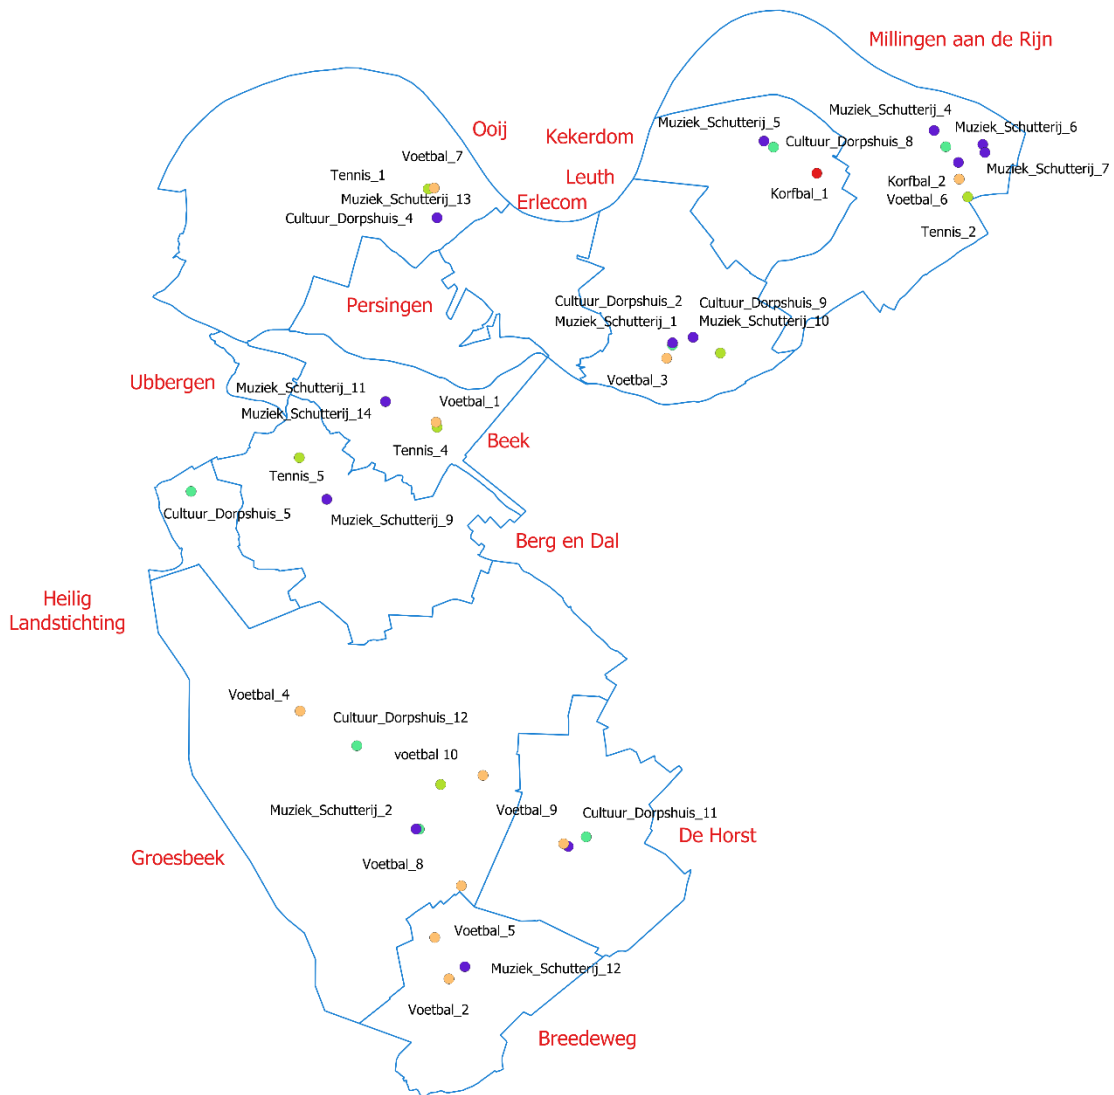 Millingen aan de Rijn
Muziek_Schutterij_4
Muziek_Schutterij_5
Ooij
Kekerdom
Muziek_Schutterij_6
Cultuur_Dorpshuis_8
Voetbal_7
Muziek_Schutterij_7
Tennis_1
Leuth
Korfbal_2
Korfbal_1
Muziek_Schutterij_13
Erlecom
Voetbal_6
Cultuur_Dorpshuis_4
Tennis_2
Persingen
Cultuur_Dorpshuis_2
Cultuur_Dorpshuis_9
Muziek_Schutterij_1
Muziek_Schutterij_10
Voetbal_3
Ubbergen
Muziek_Schutterij_11
Voetbal_1
Muziek_Schutterij_14
Beek
Tennis_4
Tennis_5
Cultuur_Dorpshuis_5
Muziek_Schutterij_9
Berg en Dal
Heilig
Landstichting
Voetbal_4
Cultuur_Dorpshuis_12
voetbal 10
Muziek_Schutterij_2
Voetbal_9
Cultuur_Dorpshuis_11
De Horst
Groesbeek
Voetbal_8
Voetbal_5
Muziek_Schutterij_12
Voetbal_2
Breedeweg